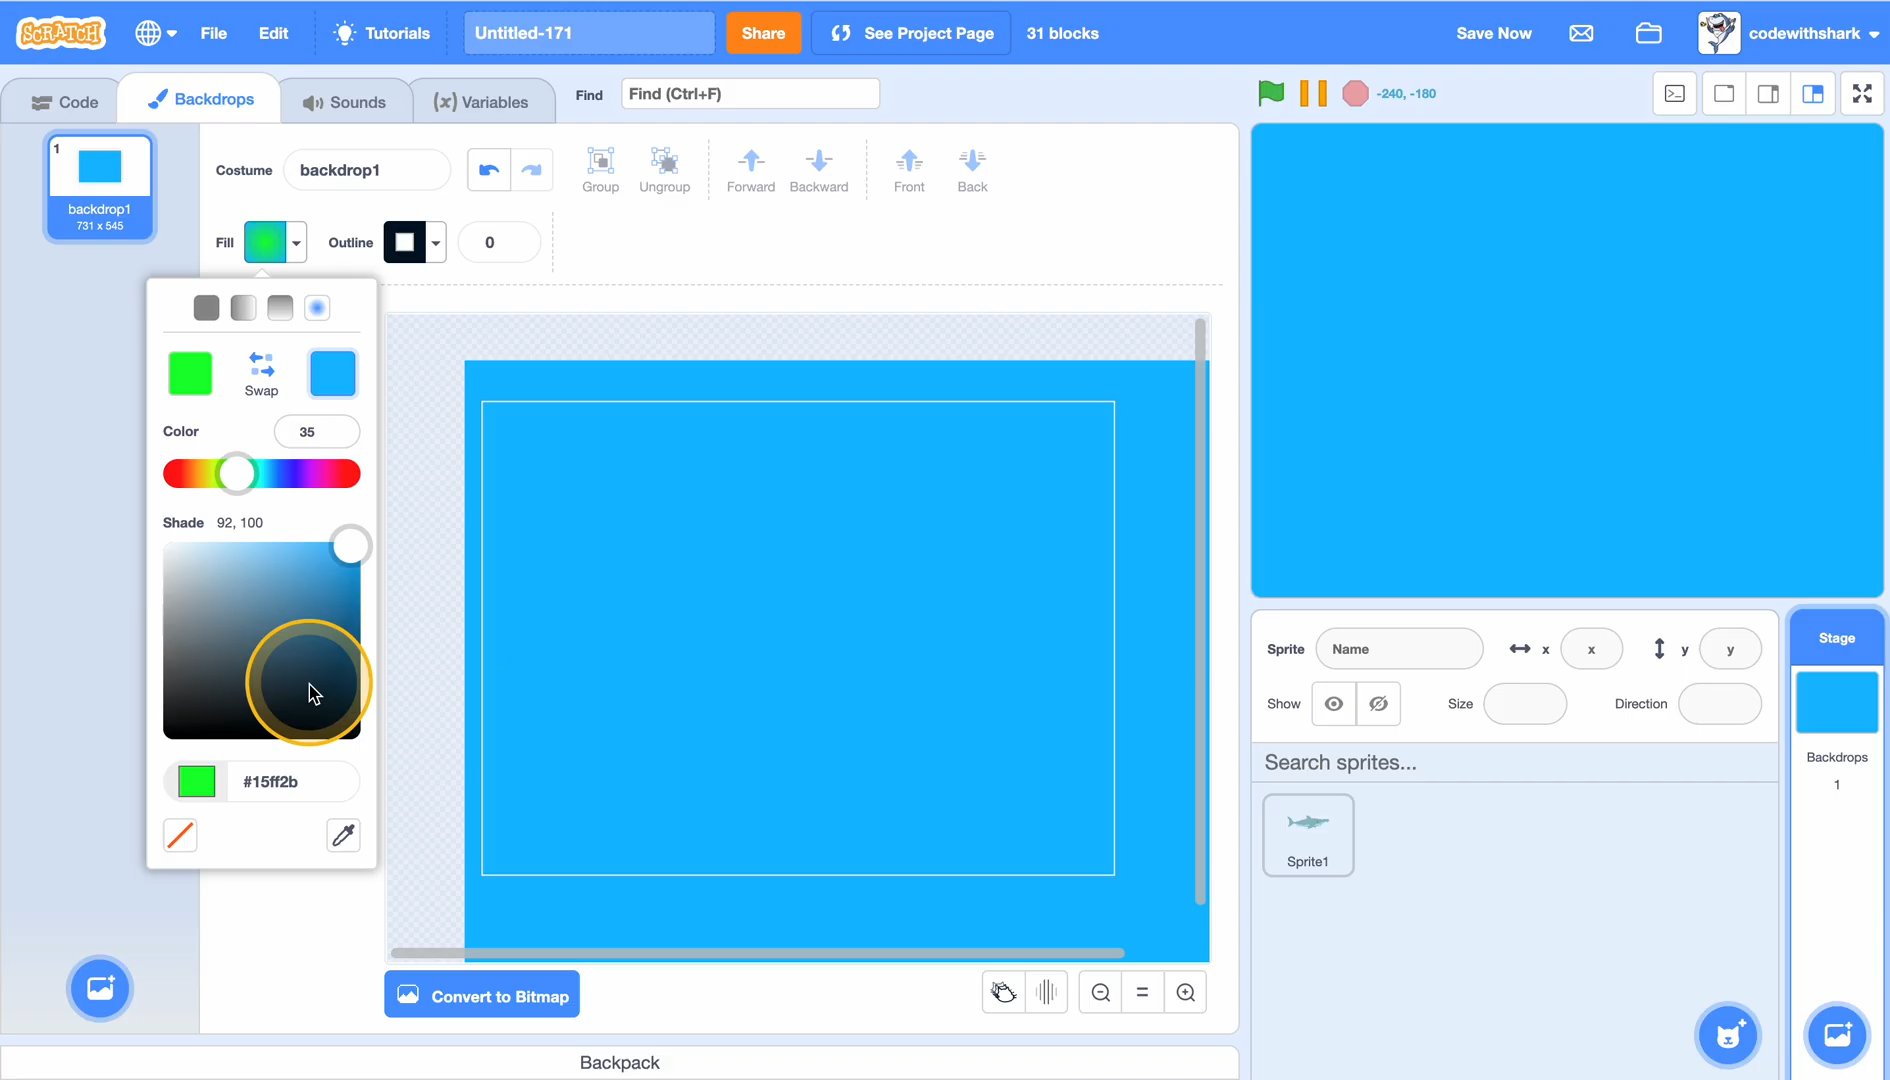 SCRATCH File Edit Tutorials Untitled-171 Share See Project Page 31 blocks Save Now codewithshark
Code Backdrops Sounds (x) Variables Find Find (Ctrl+F) -240, -180
1
backdrop1
731 x 545
Costume backdrop1
Group Ungroup Forward Backward Front Back
Fill Outline 0
Swap
Color 35
Shade 92, 100
#15ff2b
Convert to Bitmap
Backpack
Sprite Name x x y y
Show Size Direction
Search sprites...
Sprite1
Stage
Backdrops
1